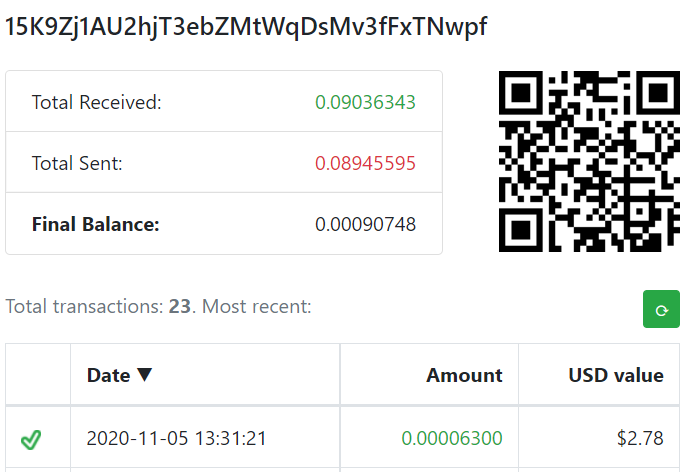 15K9Zj1AU2hjT3ebZMtWqDsMv3fFxTNwpf
Total Received: 0.09036343
Total Sent: 0.08945595
Final Balance: 0.00090748
Total transactions: 23. Most recent:
Date ▼ Amount USD value
2020-11-05 13:31:21 0.00006300 $2.78